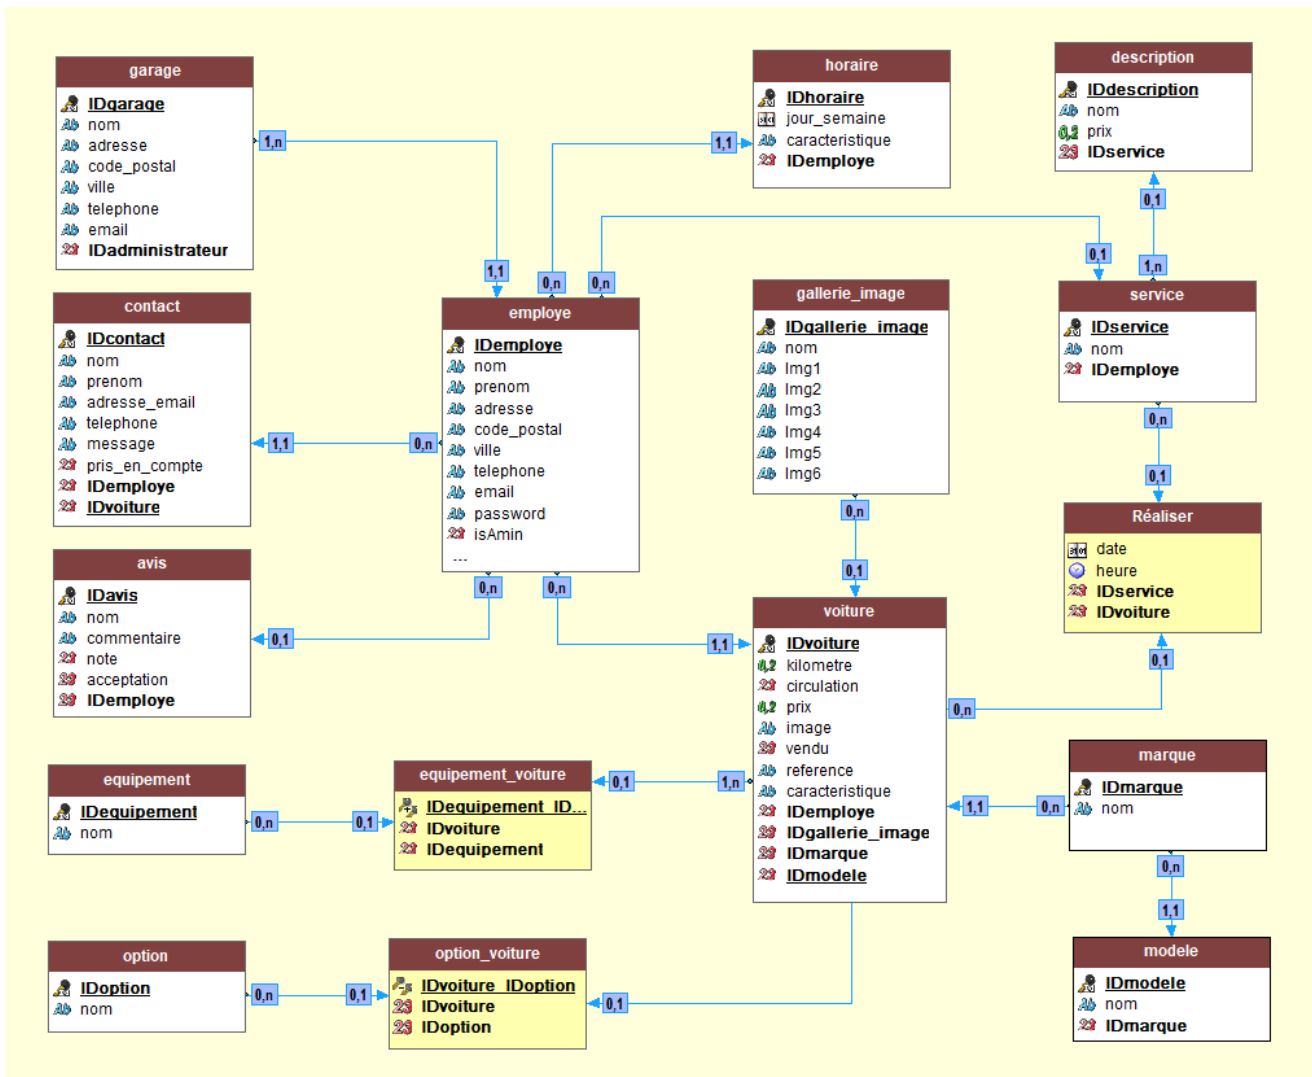 garage
IDgarage
nom
adresse
code_postal
ville
telephone
email
IDadministrateur
1,n
1,1
horaire
IDhoraire
jour_semaine
caracteristique
IDemploye
1,1
0,n
description
IDdescription
nom
prix
IDservice
0,1
1,n
0,n
0,1
contact
IDcontact
nom
prenom
adresse_email
telephone
message
pris_en_compte
IDemploye
IDvoiture
1,1
0,n
employe
IDemploye
nom
prenom
adresse
code_postal
ville
telephone
email
password
isAmin
...
gallerie_image
IDgallerie_image
nom
Img1
Img2
Img3
Img4
Img5
Img6
0,n
0,1
service
IDservice
nom
IDemploye
0,n
0,1
Réaliser
date
heure
IDservice
IDvoiture
0,1
0,n
avis
IDavis
nom
commentaire
note
acceptation
IDemploye
0,1
0,n
0,n
1,1
voiture
IDvoiture
kilometre
circulation
prix
image
vendu
reference
caracteristique
IDemploye
IDgallerie_image
IDmarque
IDmodele
equipement
IDequipement
nom
0,n
0,1
equipement_voiture
IDequipement_ID...
IDvoiture
IDequipement
0,1
1,n
marque
IDmarque
nom
1,1
0,n
0,n
1,1
option
IDoption
nom
0,n
0,1
option_voiture
IDvoiture_IDoption
IDvoiture
IDoption
0,1
modele
IDmodele
nom
IDmarque